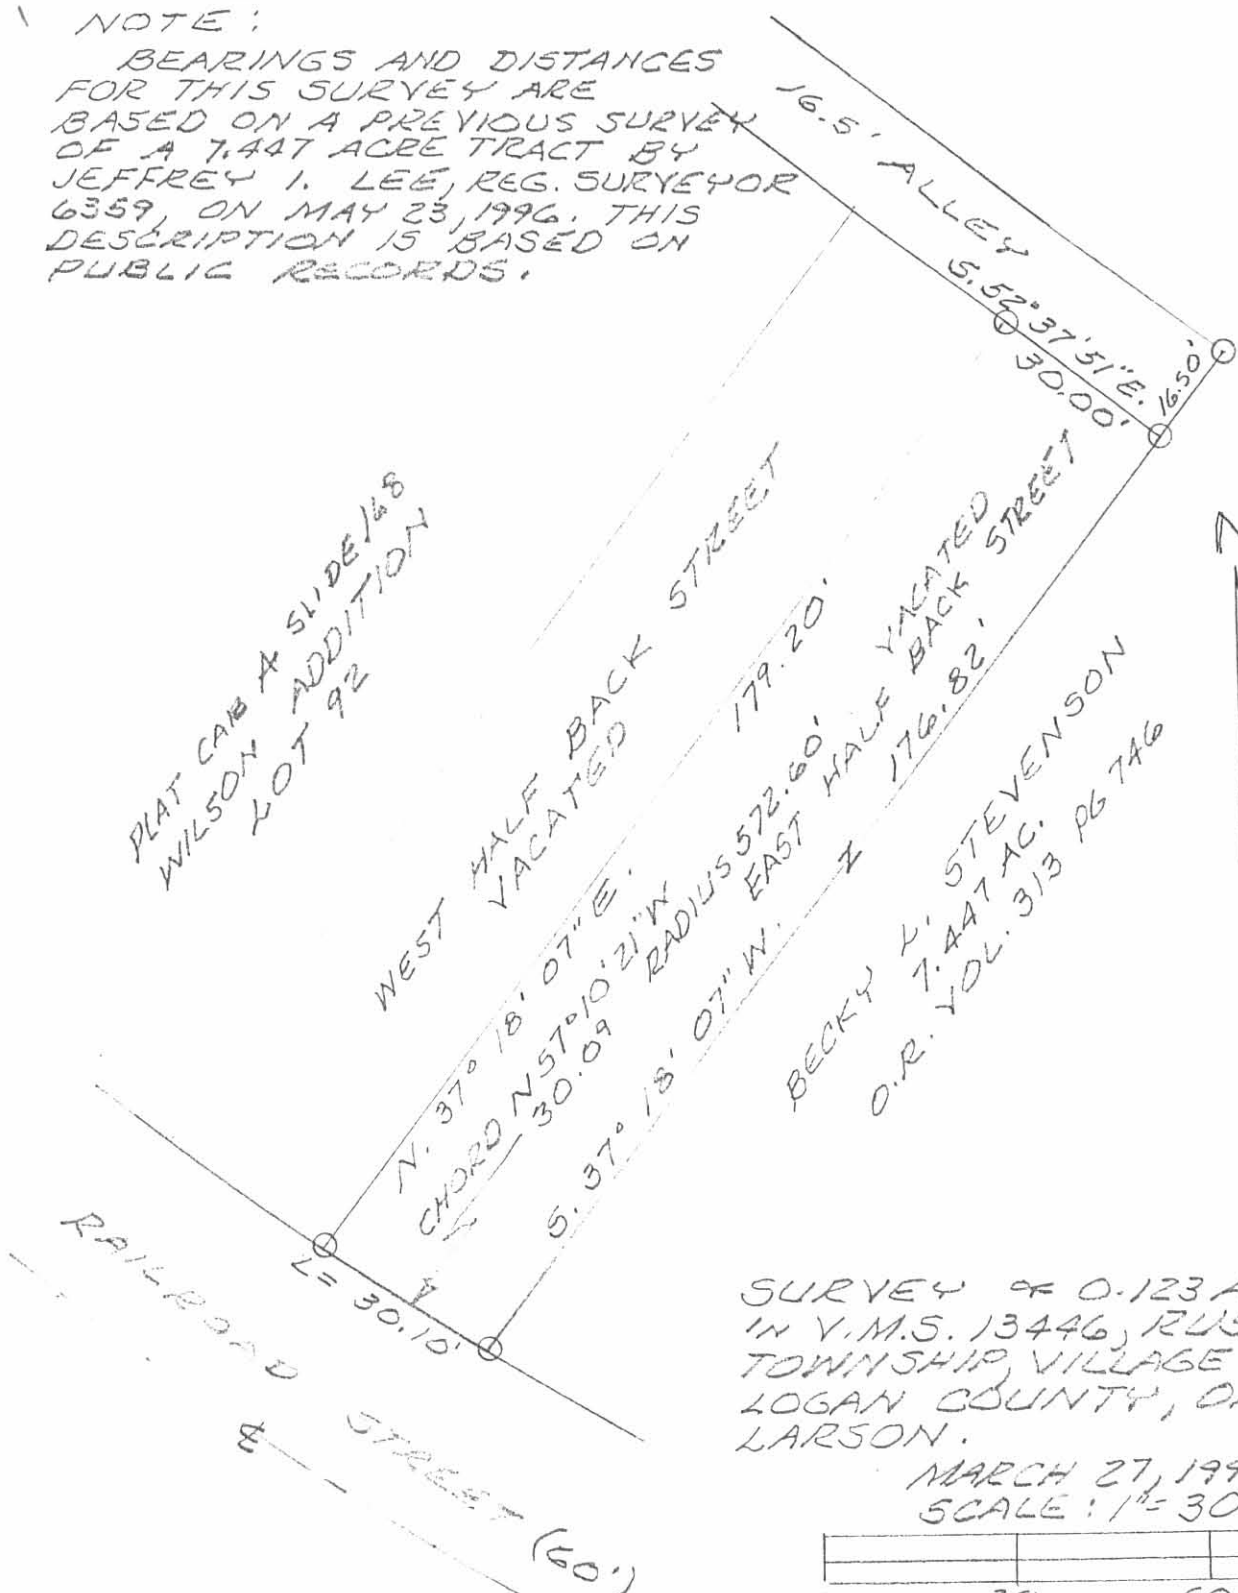 NOTE:
BEARINGS AND DISTANCES
FOR THIS SURVEY ARE
BASED ON A PREVIOUS SURVEY
OF A 7.447 ACRE TRACT BY
JEFFREY I. LEE, REG. SURVEYOR
6359, ON MAY 23, 1996. THIS
DESCRIPTION IS BASED ON
PUBLIC RECORDS.
16.5' ALLEY
S. 52° 37' 51" E.
30.00'
16.50'
PLAT CAB A SLIDE 168
WILSON ADDITION
LOT 92
WEST HALF BACK STREET
VACATED
N. 37° 18' 07" E. 179.20'
CHORD N 57° 10' 21" W
30.09
RADIUS 572.60'
EAST HALF VACATED
BACK STREET
S. 37° 18' 07" W. 176.82'
BECKY L. STEVENSON
7.447 AC.
O.R. VOL. 313 PG 746
L= 30.10'
RAILROAD STREET (60')
SURVEY OF 0.123 A
IN V.M.S. 13446, RUS
TOWNSHIP, VILLAGE
LOGAN COUNTY, O
LARSON.
MARCH 27, 199
SCALE: 1"= 30